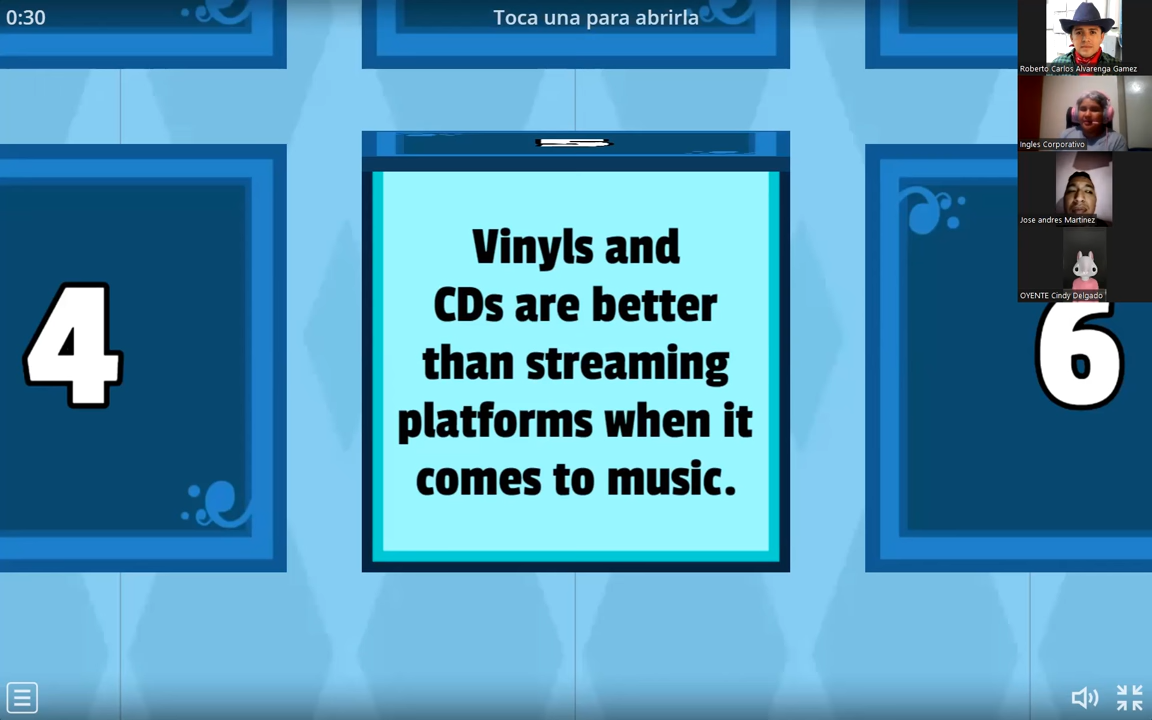 0:30
Toca una para abrirla
Roberto Carlos Alvarenga Gamez
Ingles Corporativo
Jose andres Martinez
OYENTE Cindy Delgado
4
Vinyls and
CDs are better
than streaming
platforms when it
comes to music.
6